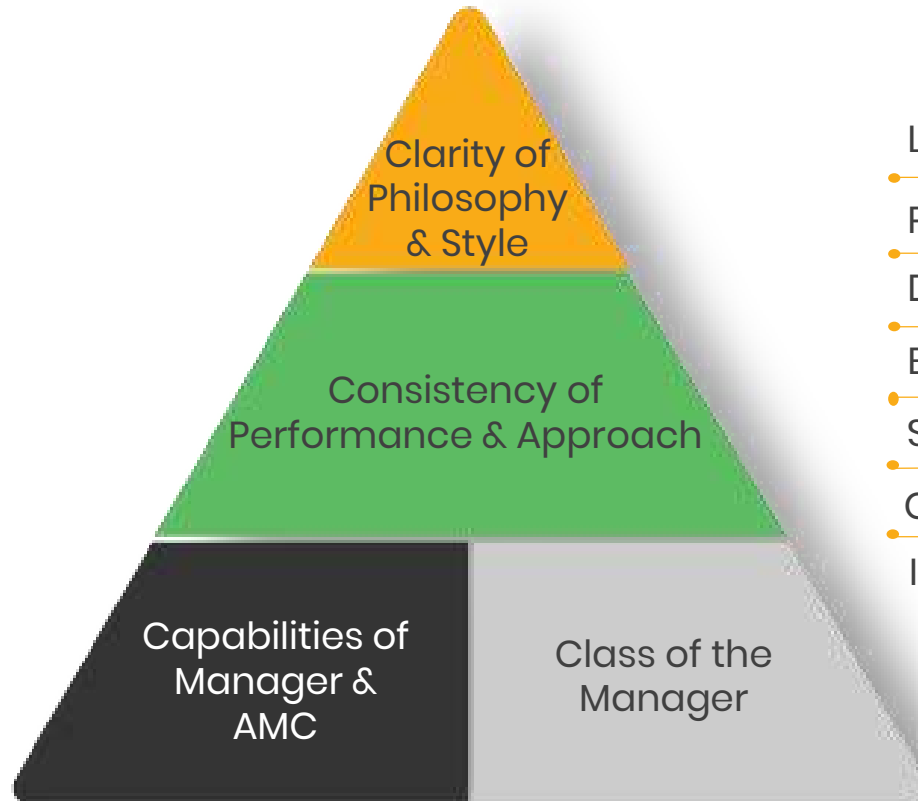 Clarity of
Philosophy
& Style
Consistency of
Performance & Approach
Capabilities of
Manager &
AMC
Class of the
Manager